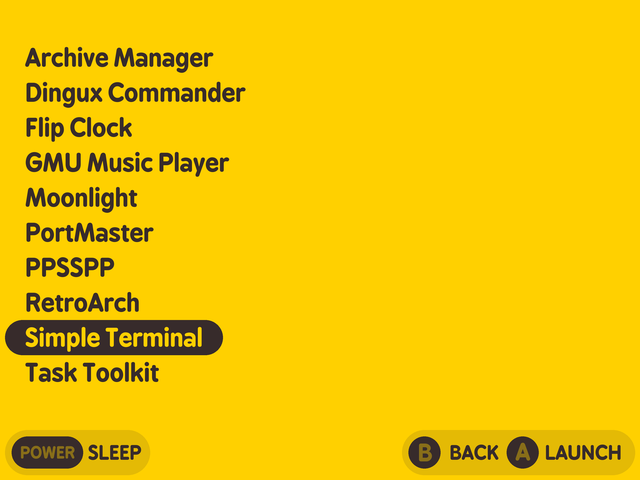 Archive Manager
Dingux Commander
Flip Clock
GMU Music Player
Moonlight
PortMaster
PPSSPP
RetroArch
Simple Terminal
Task Toolkit
POWER SLEEP B BACK A LAUNCH